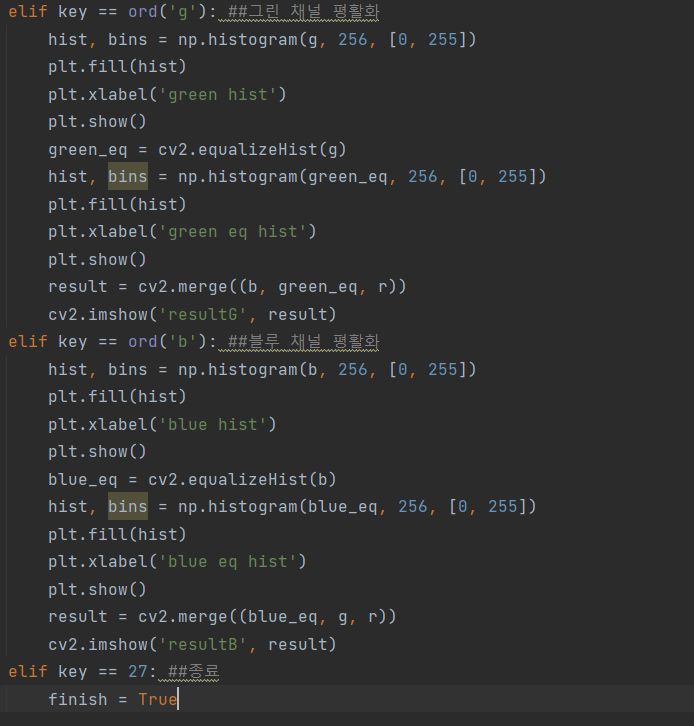 elif key == ord('g'): ##그린 채널 평활화
    hist, bins = np.histogram(g, 256, [0, 255])
    plt.fill(hist)
    plt.xlabel('green hist')
    plt.show()
    green_eq = cv2.equalizeHist(g)
    hist, bins = np.histogram(green_eq, 256, [0, 255])
    plt.fill(hist)
    plt.xlabel('green eq hist')
    plt.show()
    result = cv2.merge((b, green_eq, r))
    cv2.imshow('resultG', result)
elif key == ord('b'): ##블루 채널 평활화
    hist, bins = np.histogram(b, 256, [0, 255])
    plt.fill(hist)
    plt.xlabel('blue hist')
    plt.show()
    blue_eq = cv2.equalizeHist(b)
    hist, bins = np.histogram(blue_eq, 256, [0, 255])
    plt.fill(hist)
    plt.xlabel('blue eq hist')
    plt.show()
    result = cv2.merge((blue_eq, g, r))
    cv2.imshow('resultB', result)
elif key == 27: ##종료
    finish = True